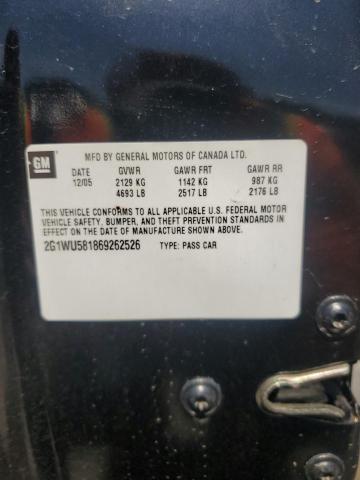 GM
MFD BY GENERAL MOTORS OF CANADA LTD.
DATE GVWR GAWR FRT GAWR RR
12/05 2129 KG 1142 KG 987 KG
4693 LB 2517 LB 2176 LB
THIS VEHICLE CONFORMS TO ALL APPLICABLE U.S. FEDERAL MOTOR
VEHICLE SAFETY, BUMPER, AND THEFT PREVENTION STANDARDS IN
EFFECT ON THE DATE OF MANUFACTURE SHOWN ABOVE.
2G1WU581869262526 TYPE: PASS CAR